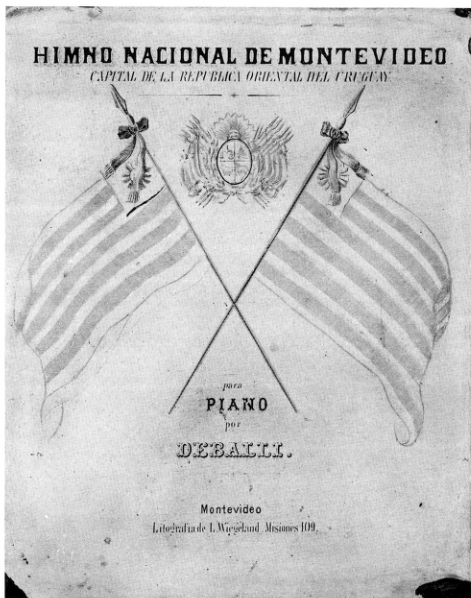 HIMNO NACIONAL DE MONTEVIDEO
CAPITAL DE LA REPUBLICA ORIENTAL DEL URUGUAY
para
PIANO
por
DEBALLI.
Montevideo
Litografia de L. Wiegeland Misiones 109.